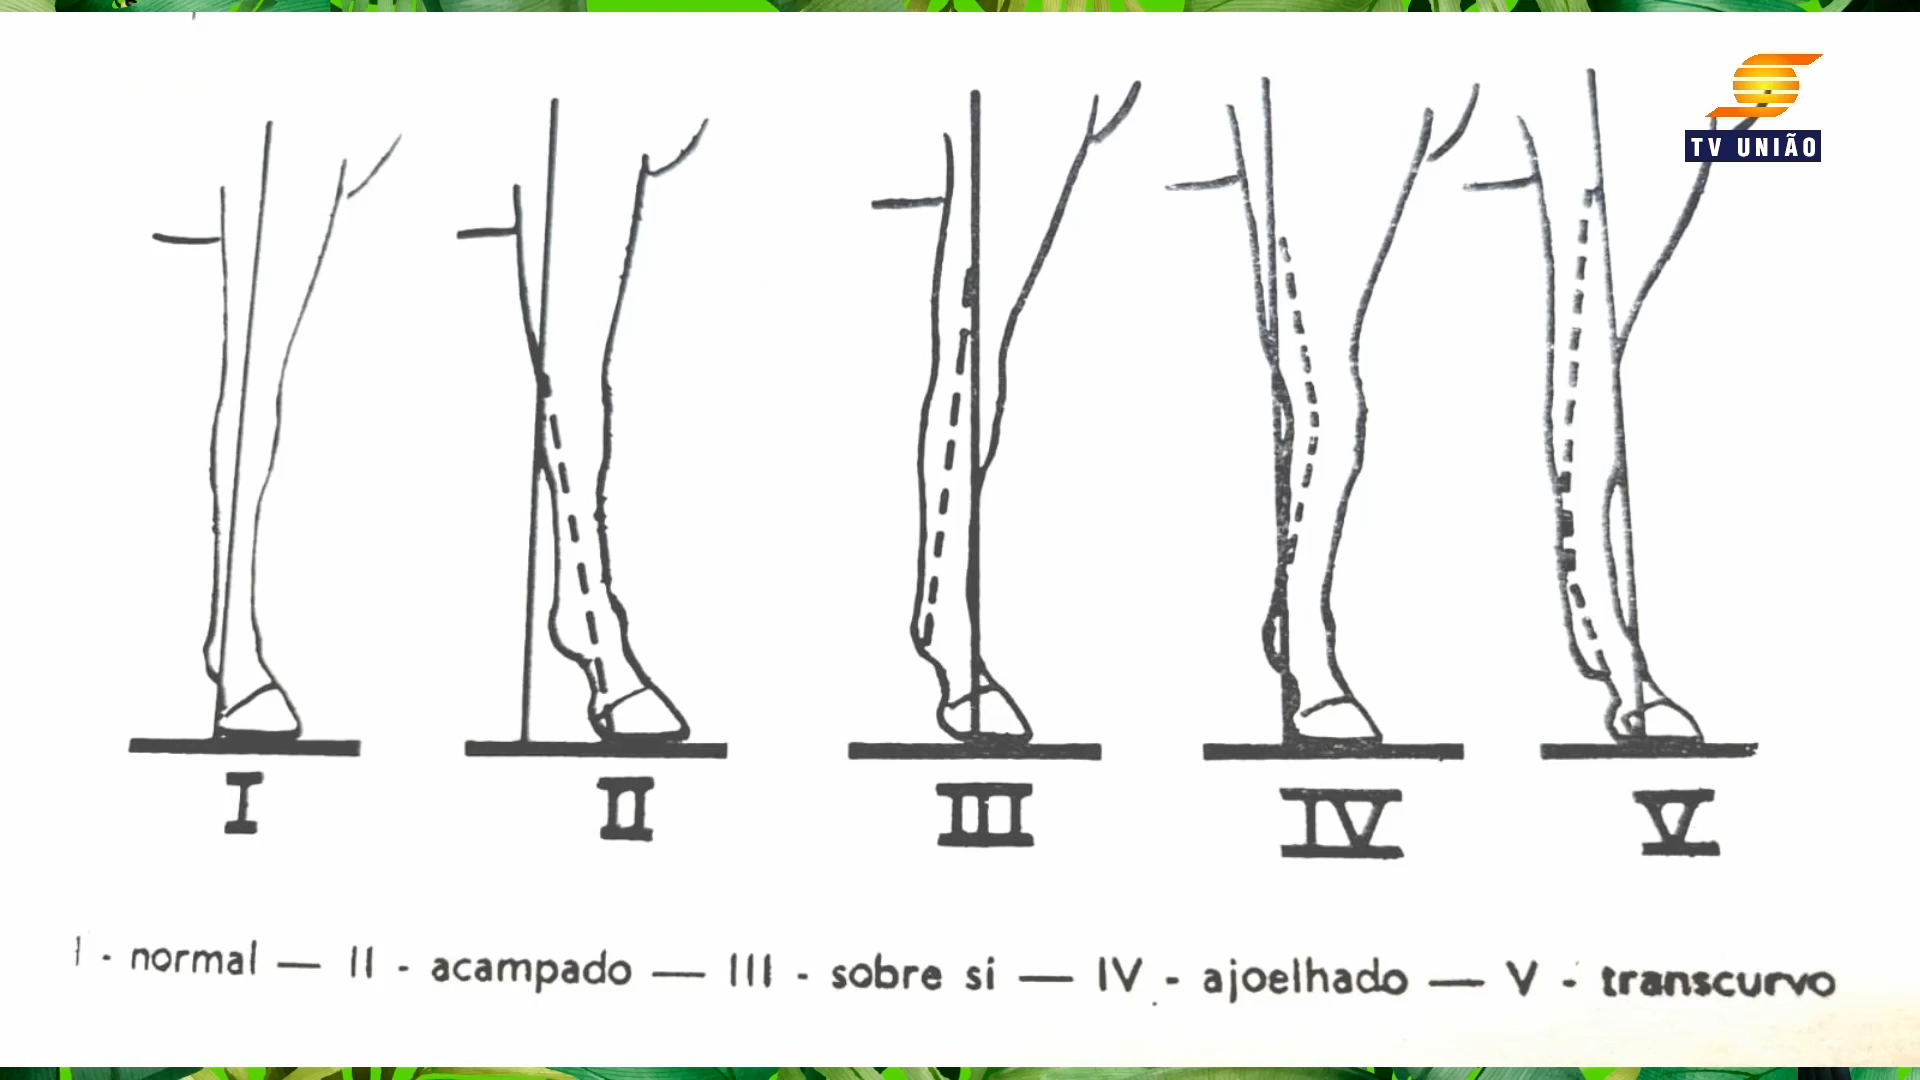 TV UNIÃO
I II III IV V
I - normal — II - acampado — III - sobre si — IV - ajoelhado — V - transcurvo